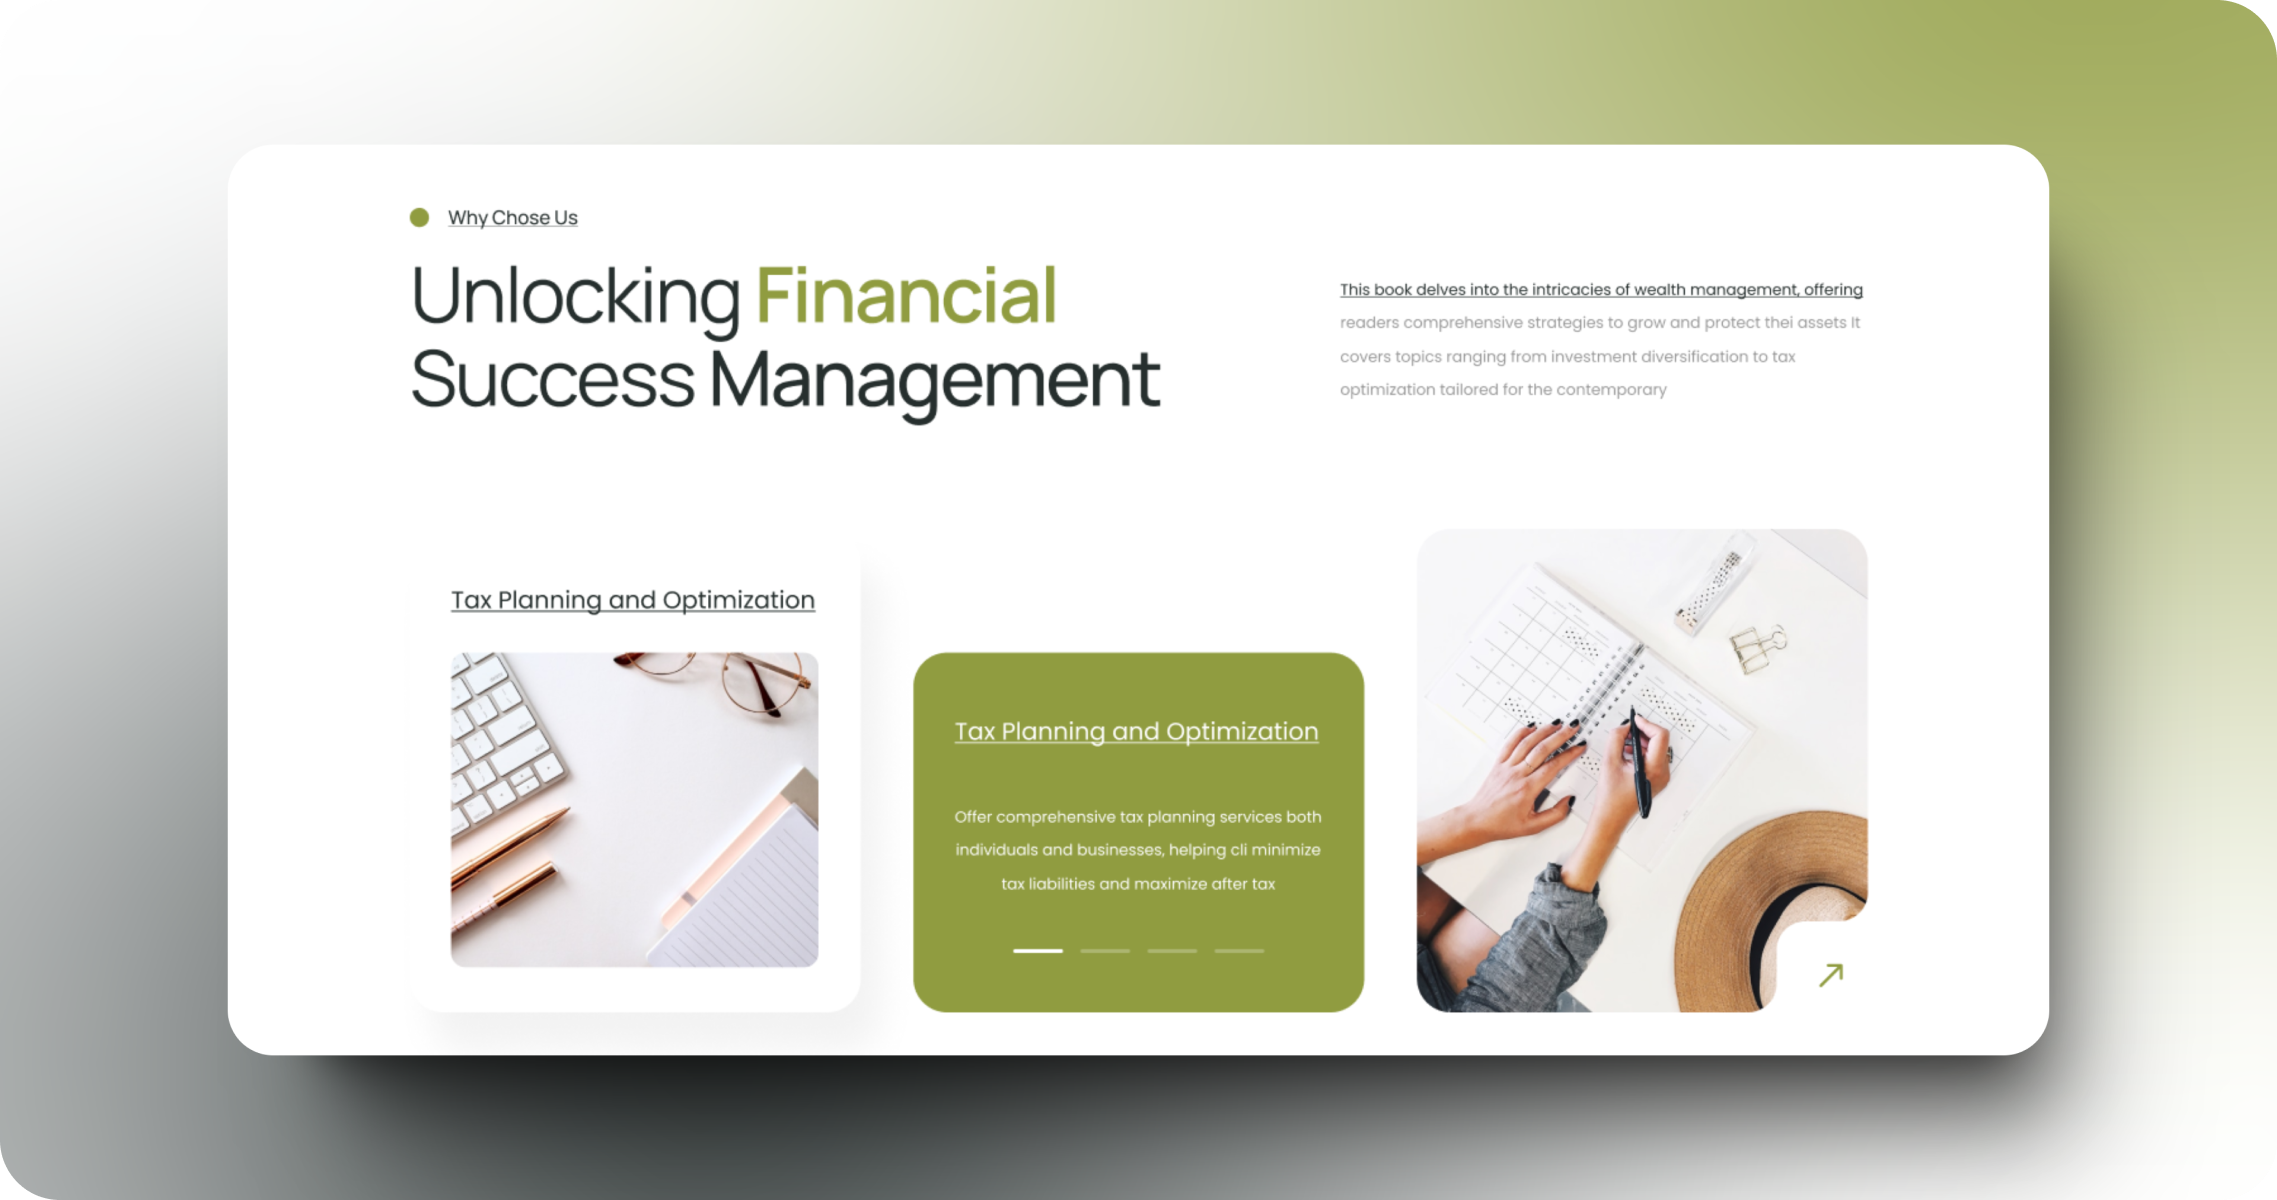 Why Chose Us
Unlocking Financial
Success Management
This book delves into the intricacies of wealth management, offering
readers comprehensive strategies to grow and protect thei assets It
covers topics ranging from investment diversification to tax
optimization tailored for the contemporary
Tax Planning and Optimization
Tax Planning and Optimization
Offer comprehensive tax planning services both
individuals and businesses, helping cli minimize
tax liabilities and maximize after tax